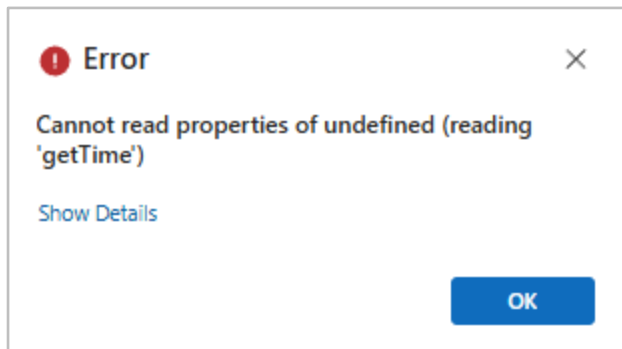 Error
Cannot read properties of undefined (reading
'getTime')
Show Details
OK